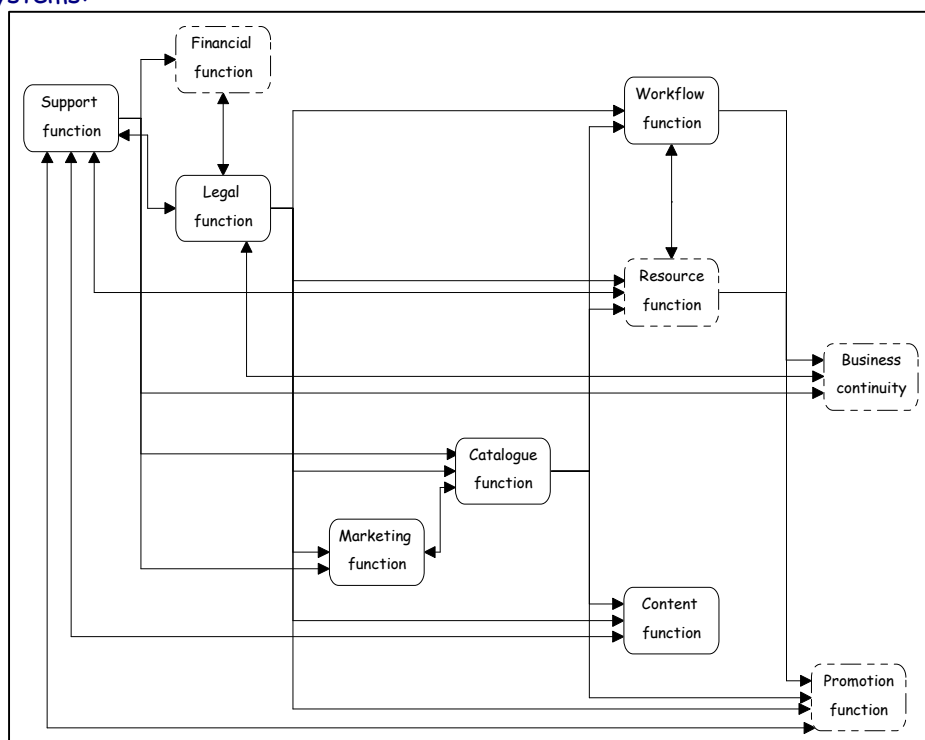 Financial
function
Support
function
Workflow
function
Legal
function
Resource
function
Business
continuity
Catalogue
function
Marketing
function
Content
function
Promotion
function